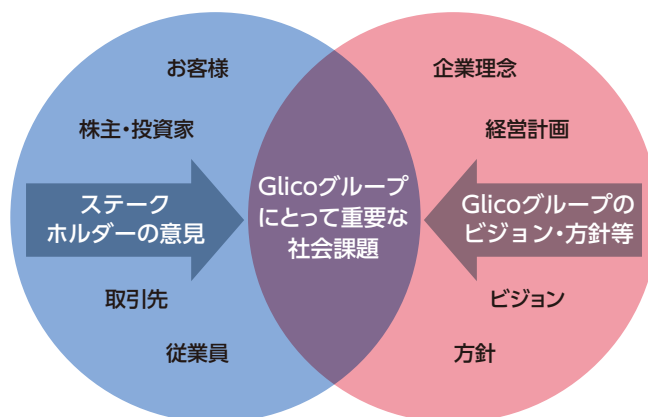 お客様
株主・投資家
ステーク
ホルダーの意見
取引先
従業員
Glicoグループ
にとって重要な
社会課題
企業理念
経営計画
Glicoグループの
ビジョン・方針等
ビジョン
方針